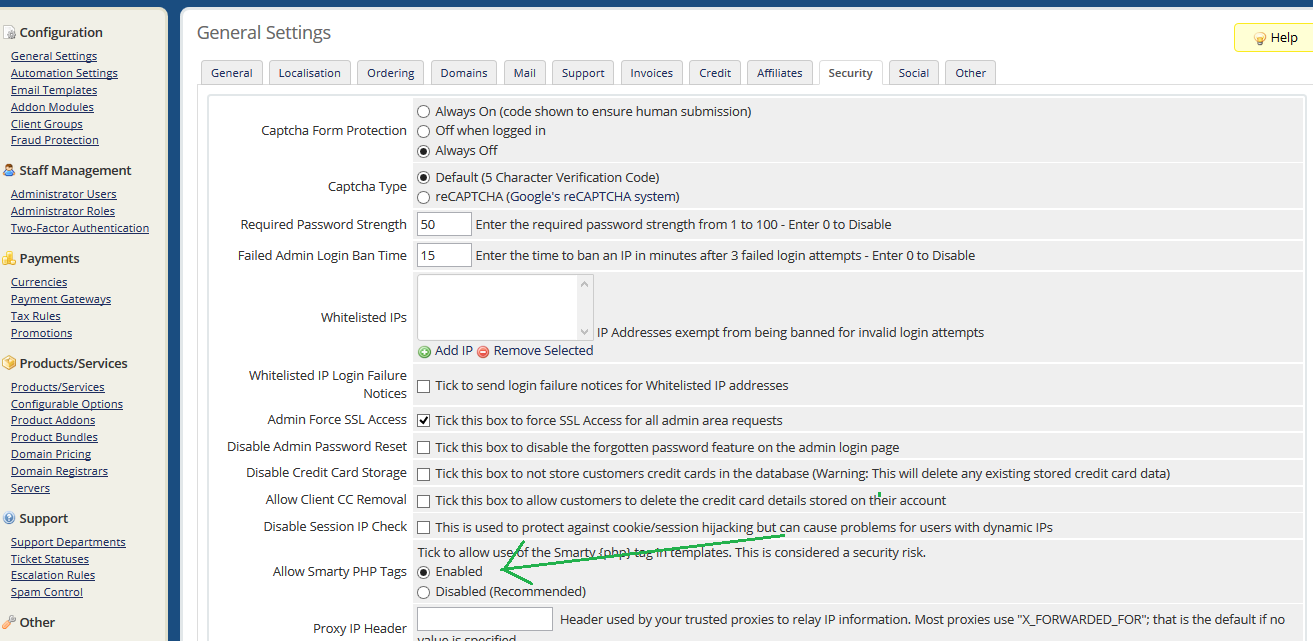 Configuration
General Settings
Automation Settings
Email Templates
Addon Modules
Client Groups
Fraud Protection
Staff Management
Administrator Users
Administrator Roles
Two-Factor Authentication
Payments
Currencies
Payment Gateways
Tax Rules
Promotions
Products/Services
Products/Services
Configurable Options
Product Addons
Product Bundles
Domain Pricing
Domain Registrars
Servers
Support
Support Departments
Ticket Statuses
Escalation Rules
Spam Control
Other
General Settings
Help
General Localisation Ordering Domains Mail Support Invoices Credit Affiliates Security Social Other
Captcha Form Protection
Always On (code shown to ensure human submission)
Off when logged in
Always Off
Captcha Type
Default (5 Character Verification Code)
reCAPTCHA (Google's reCAPTCHA system)
Required Password Strength 50 Enter the required password strength from 1 to 100 - Enter 0 to Disable
Failed Admin Login Ban Time 15 Enter the time to ban an IP in minutes after 3 failed login attempts - Enter 0 to Disable
Whitelisted IPs
IP Addresses exempt from being banned for invalid login attempts
Add IP Remove Selected
Whitelisted IP Login Failure
Notices
Tick to send login failure notices for Whitelisted IP addresses
Admin Force SSL Access Tick this box to force SSL Access for all admin area requests
Disable Admin Password Reset Tick this box to disable the forgotten password feature on the admin login page
Disable Credit Card Storage Tick this box to not store customers credit cards in the database (Warning: This will delete any existing stored credit card data)
Allow Client CC Removal Tick this box to allow customers to delete the credit card details stored on their account
Disable Session IP Check This is used to protect against cookie/session hijacking but can cause problems for users with dynamic IPs
Allow Smarty PHP Tags
Tick to allow use of the Smarty {php} tag in templates. This is considered a security risk.
Enabled
Disabled (Recommended)
Proxy IP Header
Header used by your trusted proxies to relay IP information. Most proxies use "X_FORWARDED_FOR"; that is the default if no
value is specified